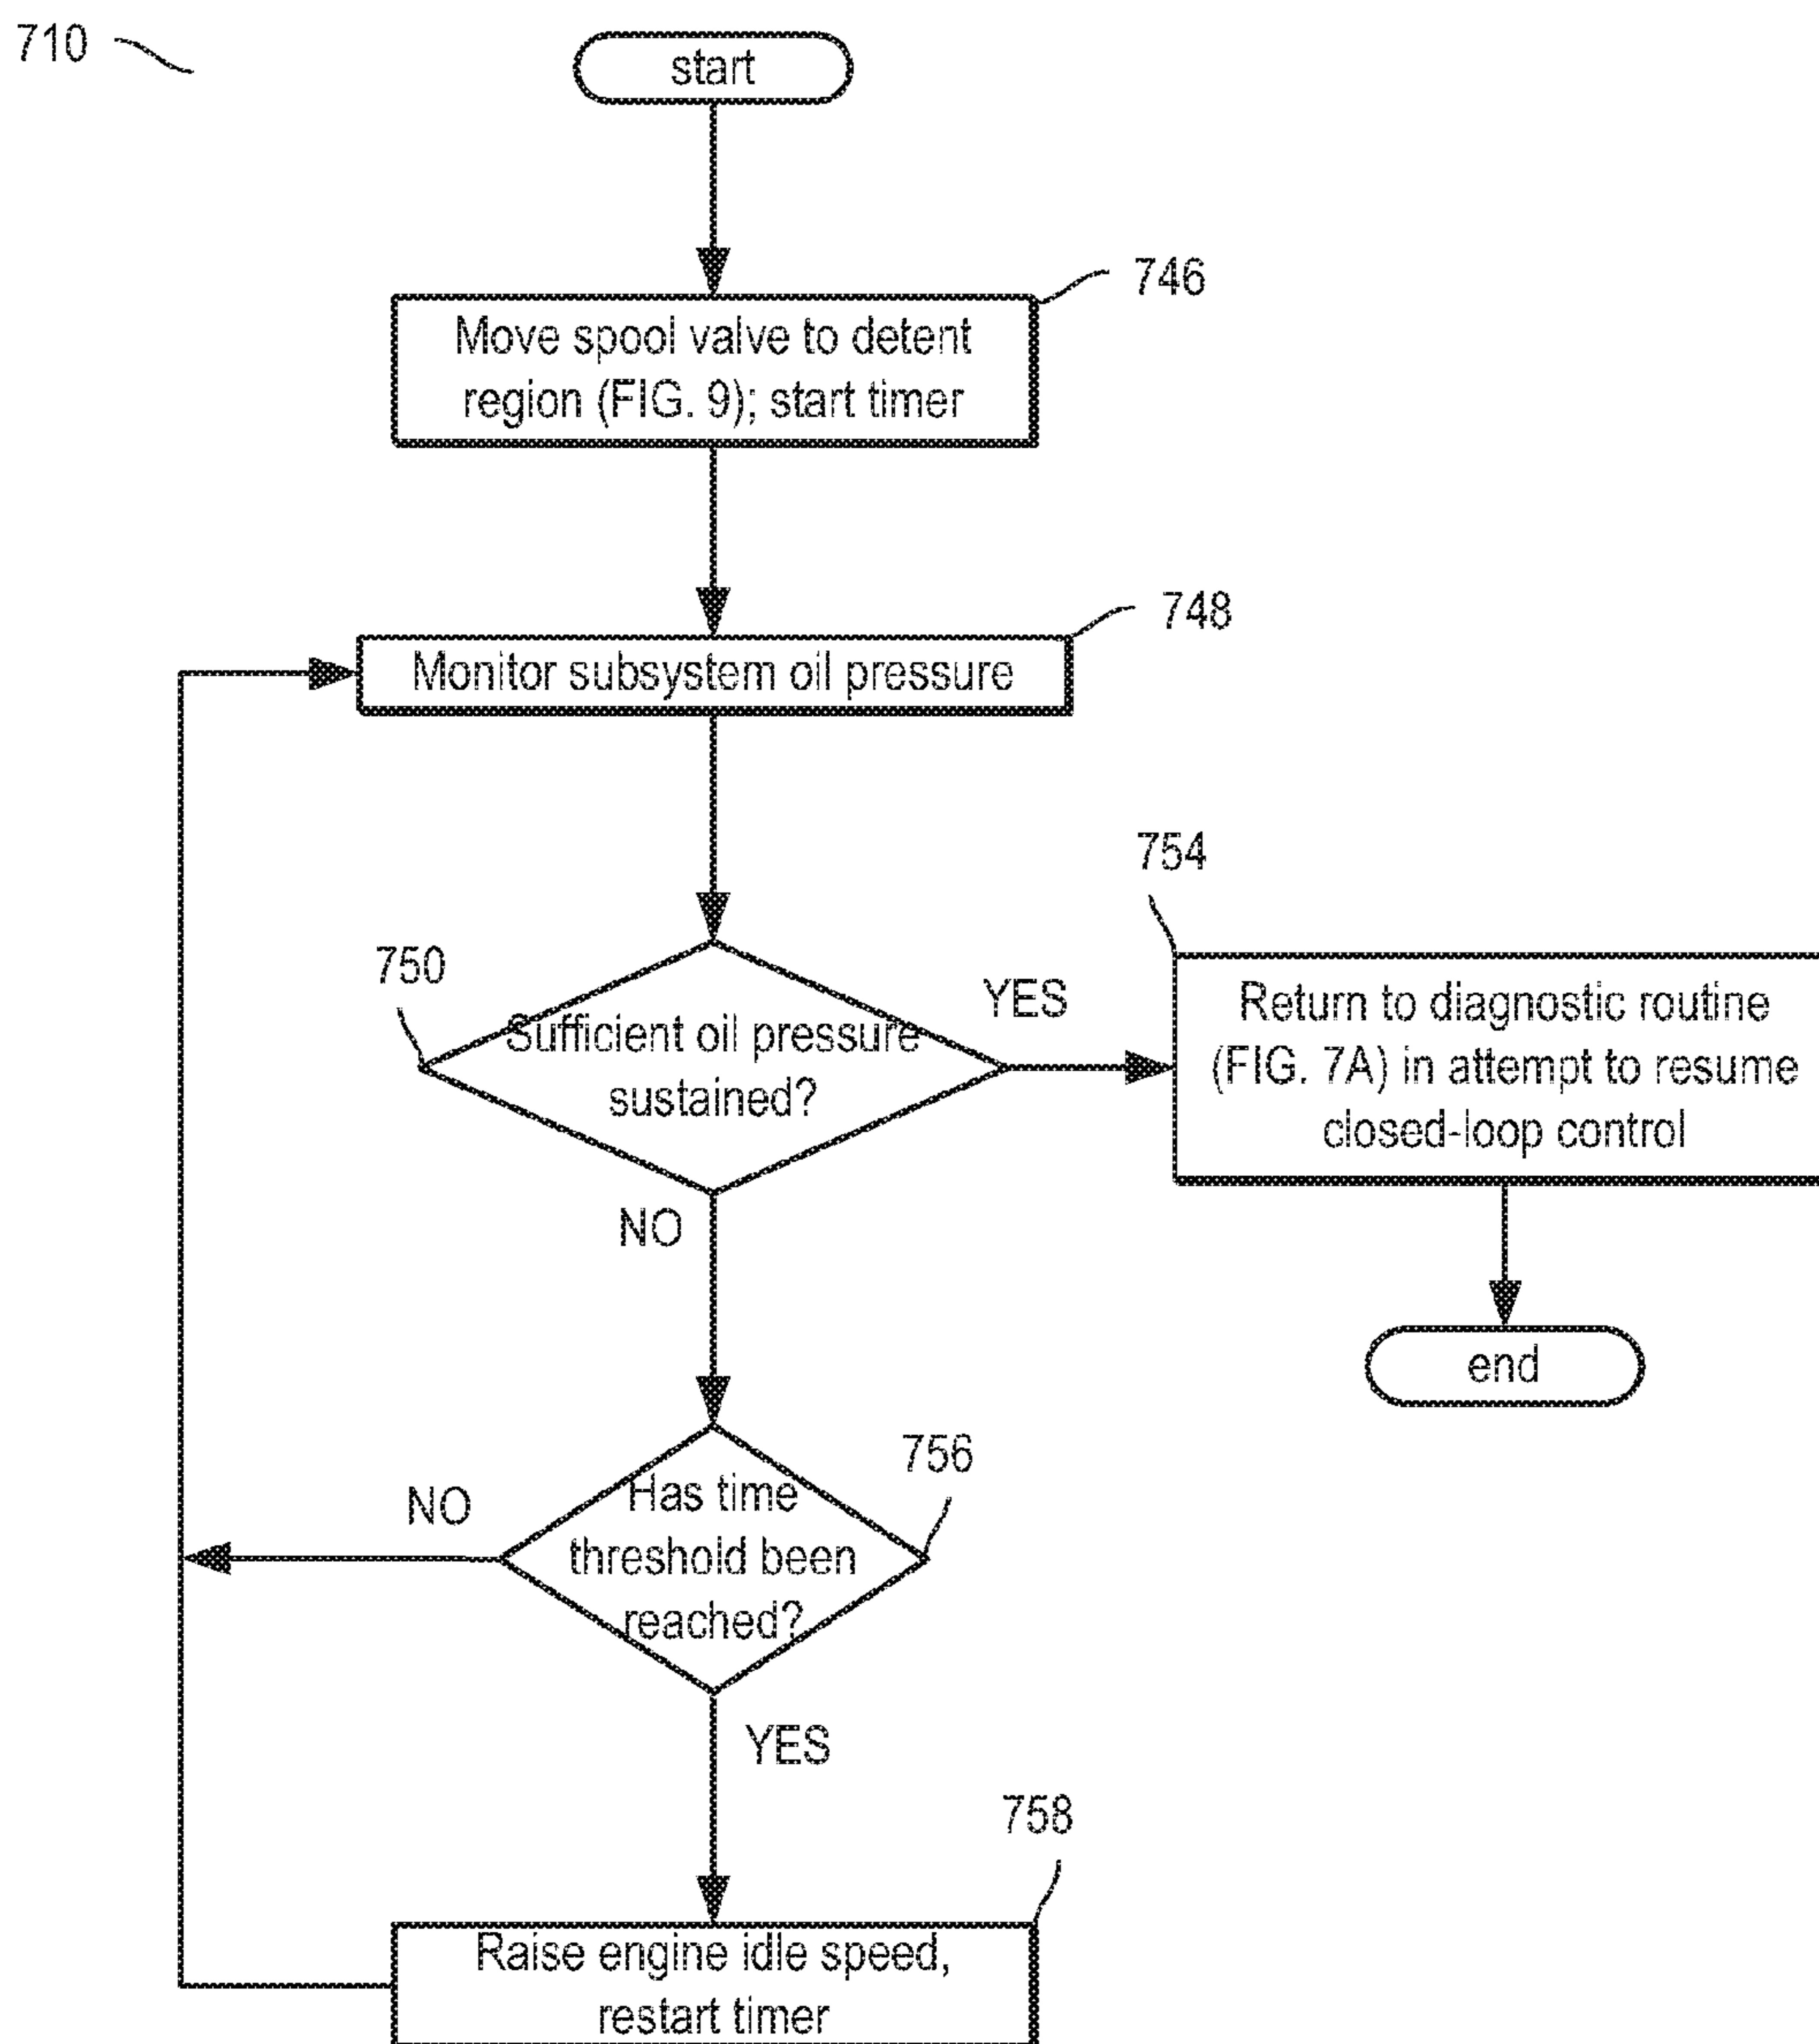 710
start
746
Move spool valve to detent
region (FIG. 9); start timer
748
Monitor subsystem oil pressure
750
Sufficient oil pressure
sustained?
YES
754
Return to diagnostic routine
(FIG. 7A) in attempt to resume
closed-loop control
end
NO
756
Has time
threshold been
reached?
NO
YES
758
Raise engine idle speed,
restart timer